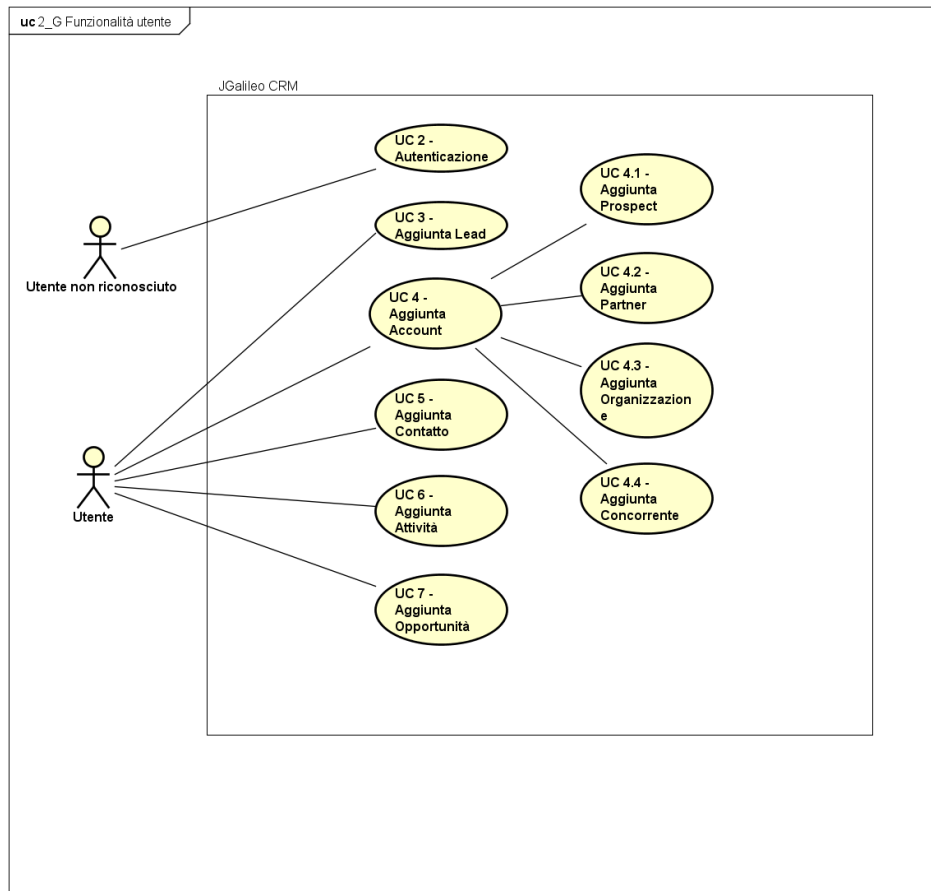 uc 2_G Funzionalità utente
JGalileo CRM
UC 2 -
Autenticazione
UC 3 -
Aggiunta Lead
UC 4 -
Aggiunta
Account
UC 5 -
Aggiunta
Contatto
UC 6 -
Aggiunta
Attività
UC 7 -
Aggiunta
Opportunità
UC 4.1 -
Aggiunta
Prospect
UC 4.2 -
Aggiunta
Partner
UC 4.3 -
Aggiunta
Organizzazion
e
UC 4.4 -
Aggiunta
Concorrente
Utente non riconosciuto
Utente